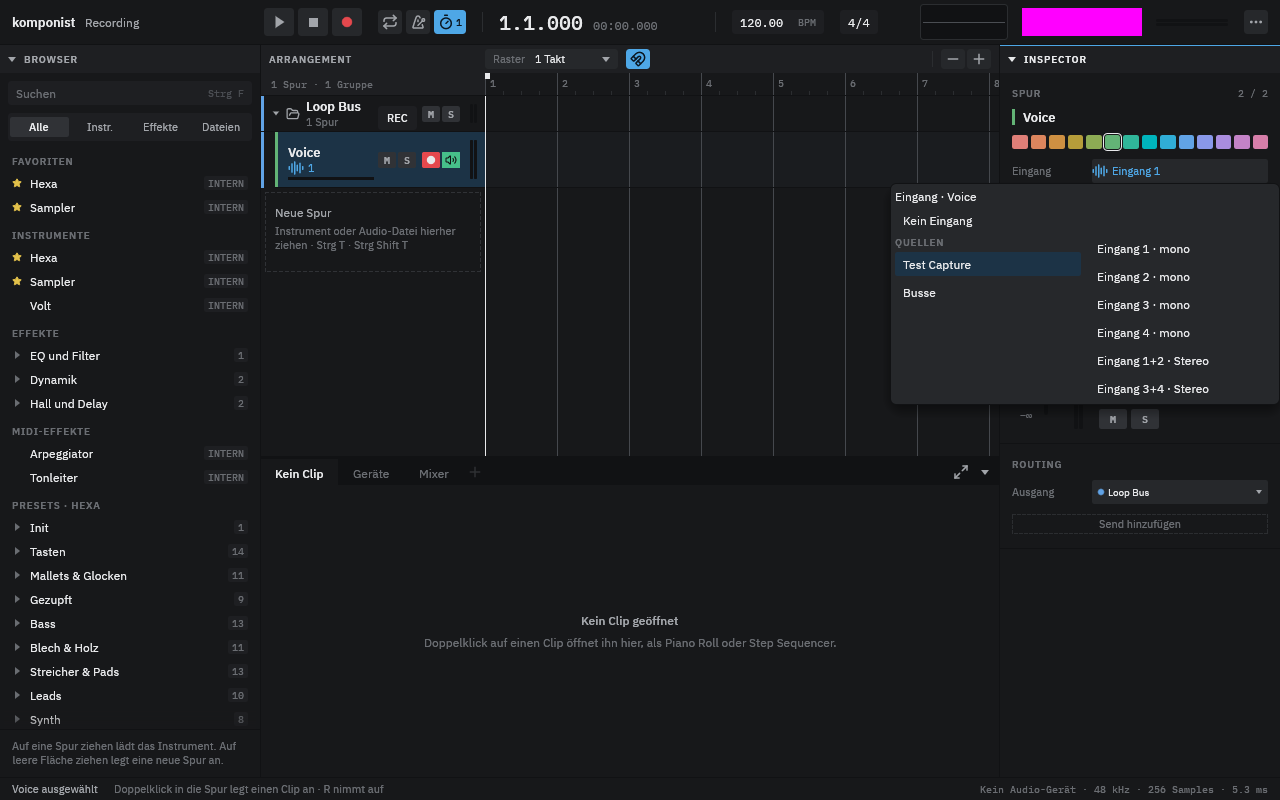 komponist Recording
1
1.1.000 00:00.000
120.00 BPM
4/4
BROWSER
Suchen Strg F
Alle Instr. Effekte Dateien
FAVORITEN
Hexa INTERN
Sampler INTERN
INSTRUMENTE
Hexa INTERN
Sampler INTERN
Volt INTERN
EFFEKTE
EQ und Filter 1
Dynamik 2
Hall und Delay 2
MIDI-EFFEKTE
Arpeggiator INTERN
Tonleiter INTERN
PRESETS · HEXA
Init 1
Tasten 14
Mallets & Glocken 11
Gezupft 9
Bass 13
Blech & Holz 11
Streicher & Pads 13
Leads 10
Synth 8
Auf eine Spur ziehen lädt das Instrument. Auf
leere Fläche ziehen legt eine neue Spur an.
ARRANGEMENT
Raster 1 Takt
1 Spur · 1 Gruppe
1 2 3 4 5 6 7 8
Loop Bus
1 Spur
REC M S
Voice
1
M S
Neue Spur
Instrument oder Audio-Datei hierher
ziehen · Strg T · Strg Shift T
Kein Clip Geräte Mixer
Kein Clip geöffnet
Doppelklick auf einen Clip öffnet ihn hier, als Piano Roll oder Step Sequencer.
INSPECTOR
SPUR 2 / 2
Voice
Eingang Eingang 1
Eingang · Voice
Kein Eingang
QUELLEN
Test Capture
Busse
Eingang 1 · mono
Eingang 2 · mono
Eingang 3 · mono
Eingang 4 · mono
Eingang 1+2 · Stereo
Eingang 3+4 · Stereo
-∞
M S
ROUTING
Ausgang Loop Bus
Send hinzufügen
Voice ausgewählt Doppelklick in die Spur legt einen Clip an · R nimmt auf
Kein Audio-Gerät · 48 kHz · 256 Samples · 5.3 ms